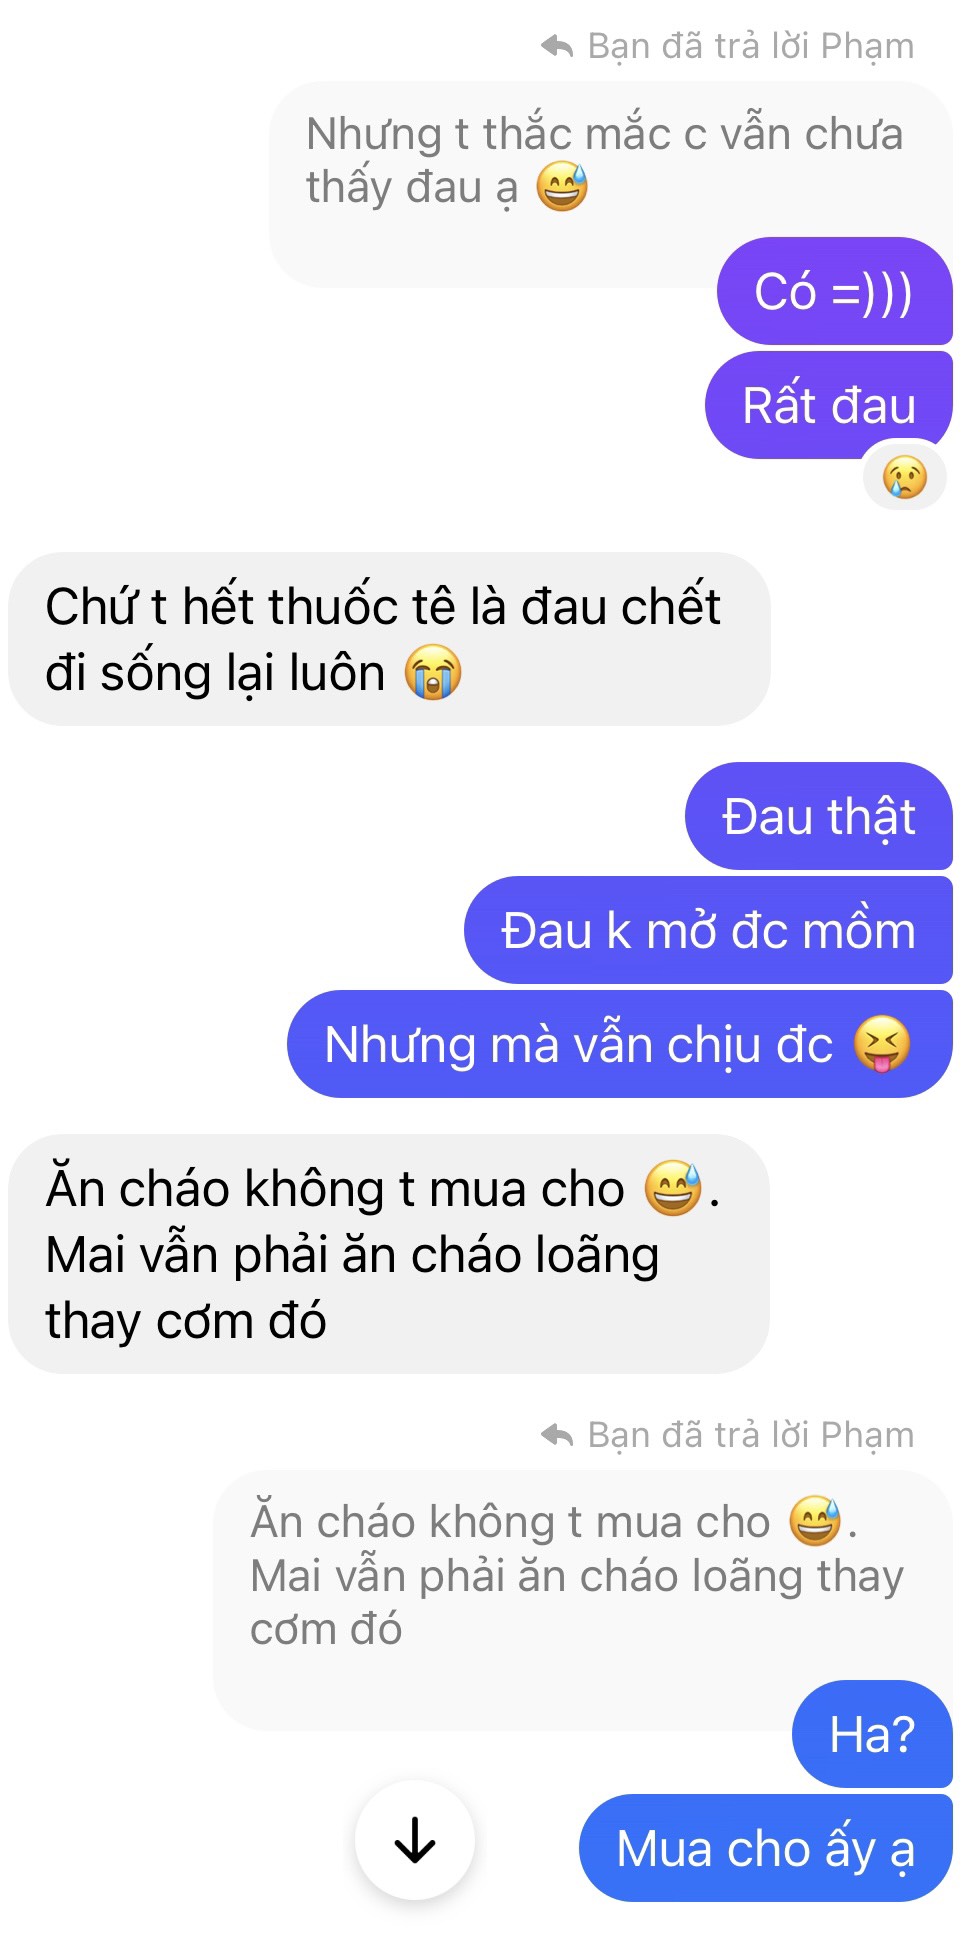 Bạn đã trả lời Phạm
Nhưng t thắc mắc c vẫn chưa
thấy đau ạ 😅
Có =)))
Rất đau
😢
Chứ t hết thuốc tê là đau chết
đi sống lại luôn 😭
Đau thật
Đau k mở đc mồm
Nhưng mà vẫn chịu đc 😝
Ăn cháo không t mua cho 😅.
Mai vẫn phải ăn cháo loãng
thay cơm đó
Bạn đã trả lời Phạm
Ăn cháo không t mua cho 😅.
Mai vẫn phải ăn cháo loãng thay
cơm đó
Ha?
Mua cho ấy ạ